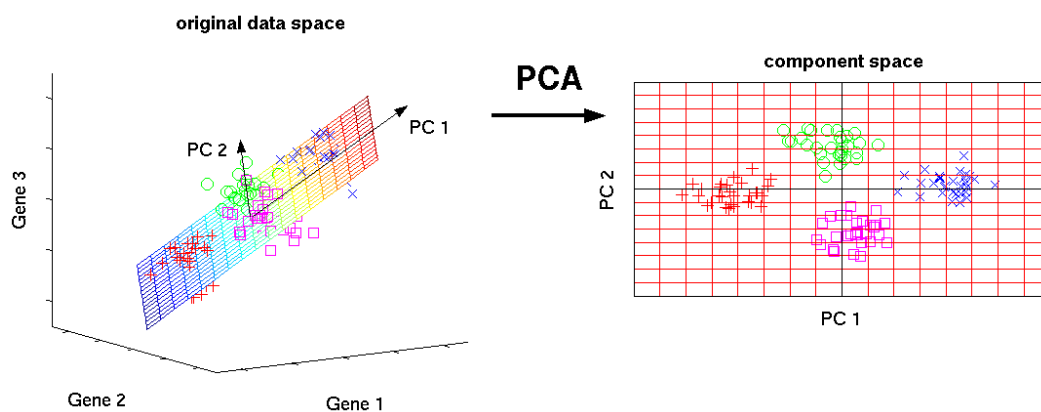 original data space
PC 1
PC 2
Gene 3
Gene 2
Gene 1
PCA
component space
PC 2
PC 1